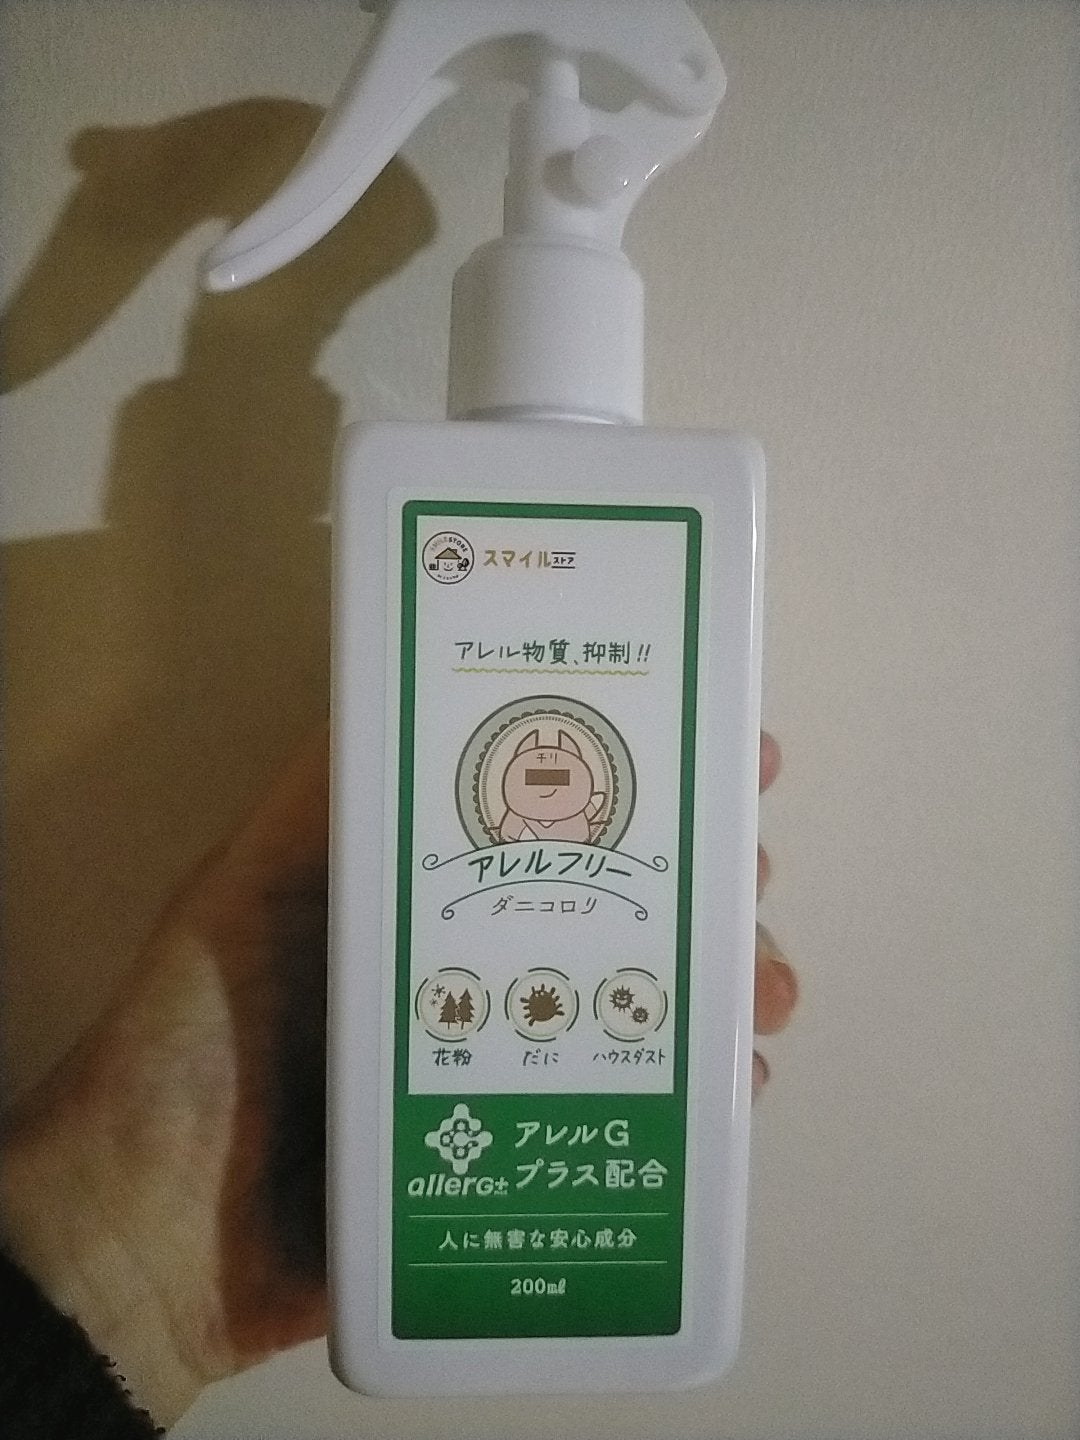 SMILE STORE
スマイルストア
アレル物質、抑制!!
チリ
アレルフリー
ダニコロリ
花粉 だに ハウスダスト
アレルG
allerG+ プラス配合
人に無害な安心成分
200ml